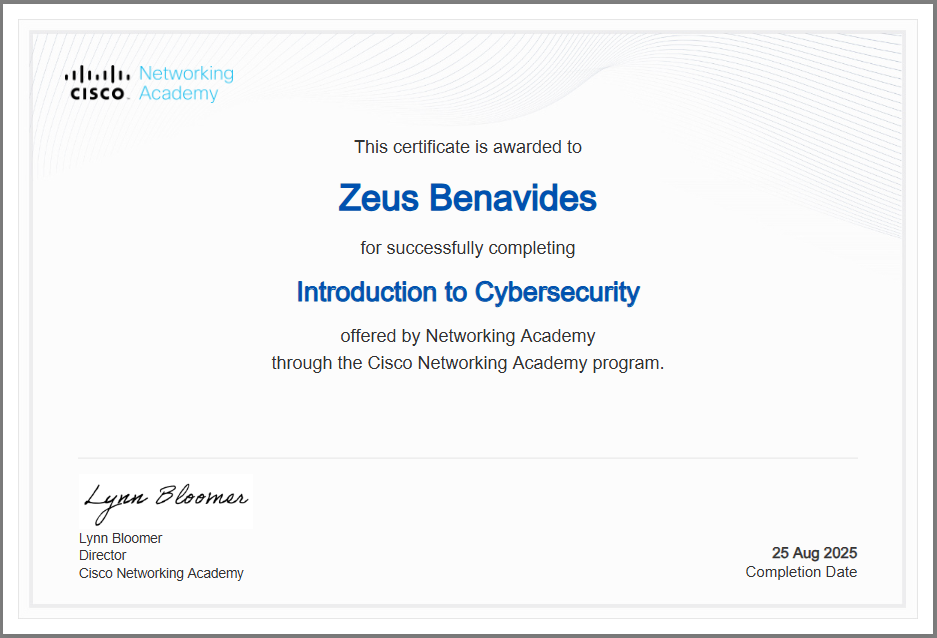 CISCO Networking
Academy
This certificate is awarded to
Zeus Benavides
for successfully completing
Introduction to Cybersecurity
offered by Networking Academy
through the Cisco Networking Academy program.
Lynn Bloomer
Lynn Bloomer
Director
Cisco Networking Academy
25 Aug 2025
Completion Date